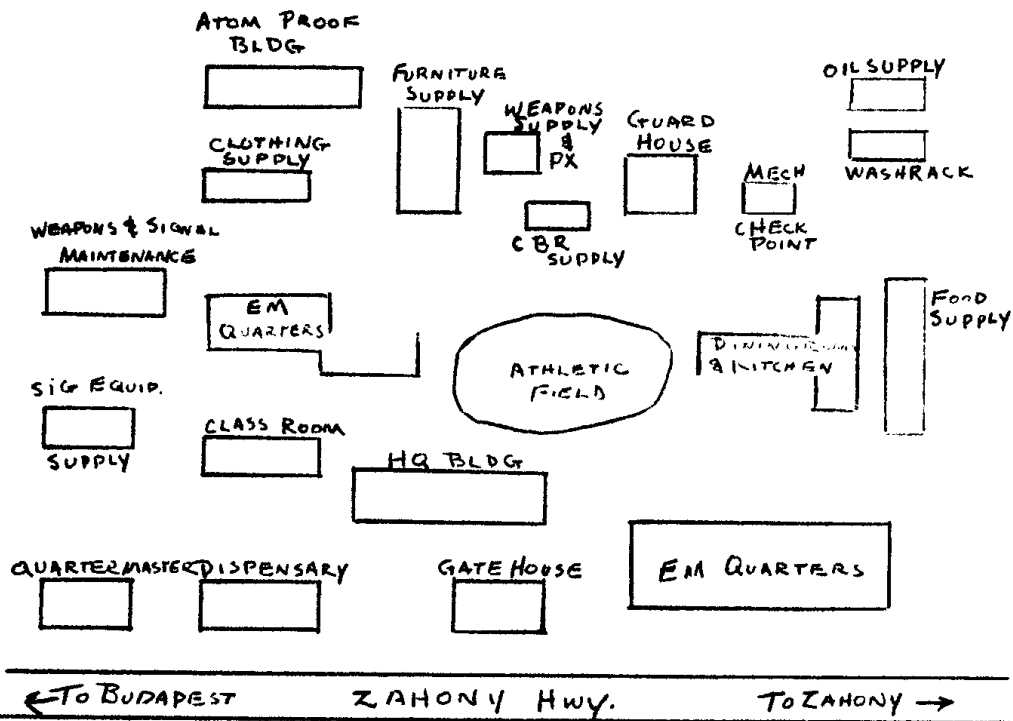 ATOM PROOF
BLDG
FURNITURE
SUPPLY
WEAPONS
SUPPLY
&
PX
GUARD
HOUSE
OIL SUPPLY
WASHRACK
MECH
CHECK
POINT
CLOTHING
SUPPLY
CBR
SUPPLY
WEAPONS & SIGNAL
MAINTENANCE
EM
QUARTERS
ATHLETIC
FIELD
DINING ROOM
& KITCHEN
FOOD
SUPPLY
SIG EQUIP.
SUPPLY
CLASS ROOM
HQ BLDG
QUARTERMASTER
DISPENSARY
GATE HOUSE
EM QUARTERS
← TO BUDAPEST
ZAHONY HWY.
TO ZAHONY →